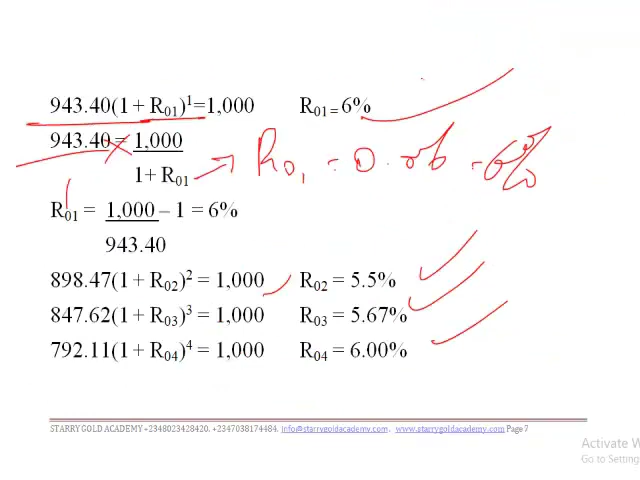 943.40(1 + R₀₁)¹=1,000 R₀₁ = 6%
943.40 = 1,000
1+ R₀₁
R₀₁ = 0.06 = 6%
R₀₁ = 1,000 – 1 = 6%
943.40
898.47(1 + R₀₂)² = 1,000 R₀₂ = 5.5%
847.62(1 + R₀₃)³ = 1,000 R₀₃ = 5.67%
792.11(1 + R₀₄)⁴ = 1,000 R₀₄ = 6.00%
STARRY GOLD ACADEMY +2348023428420, +2347038174484, info@starrygoldacademy.com, www.starrygoldacademy.com Page 7
Activate W
Go to Setting